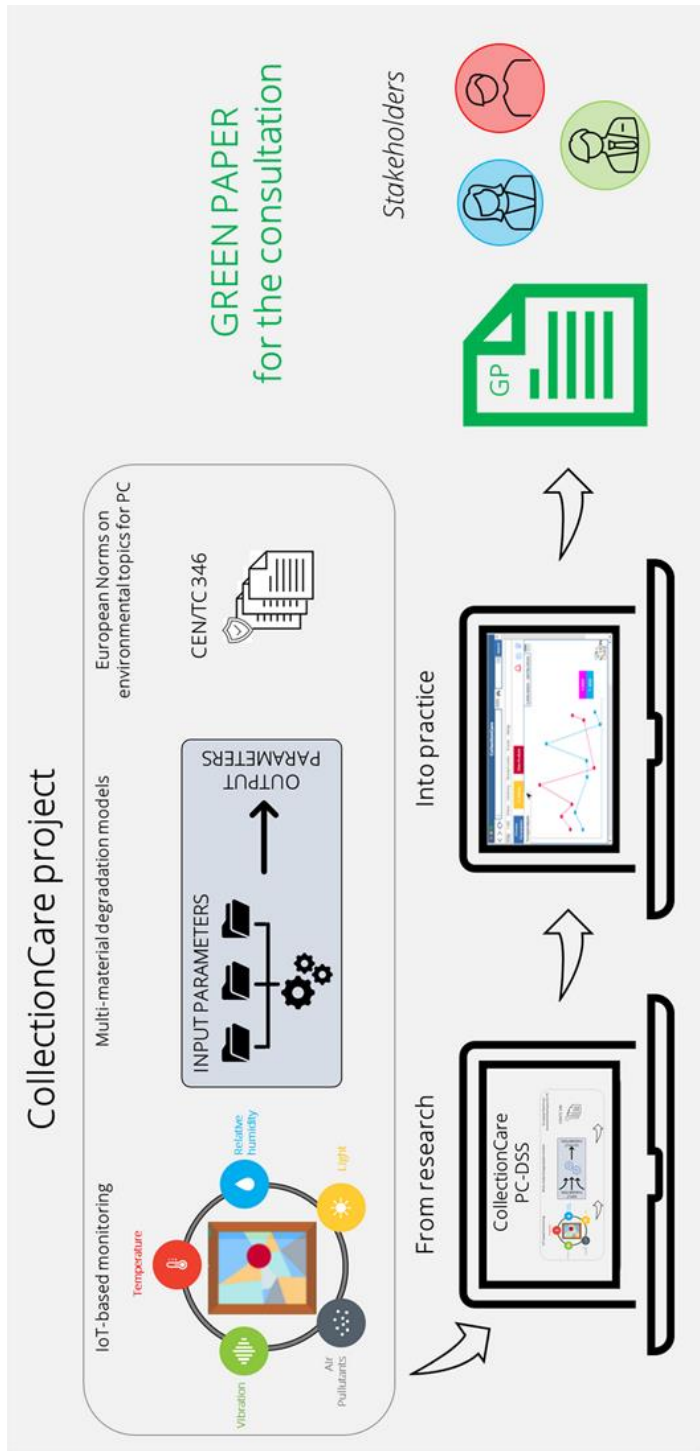 CollectionCare project
IoT-based monitoring
Temperature
Relative
humidity
Light
Air
Pullutants
Vibration
Multi-material degradation models
INPUT PARAMETERS
OUTPUT
PARAMETERS
European Norms on
environmental topics for PC
CEN/TC 346
GREEN PAPER
for the consultation
From research
CollectionCare
PC-DSS
Into practice
CollectionCare
GP
Stakeholders